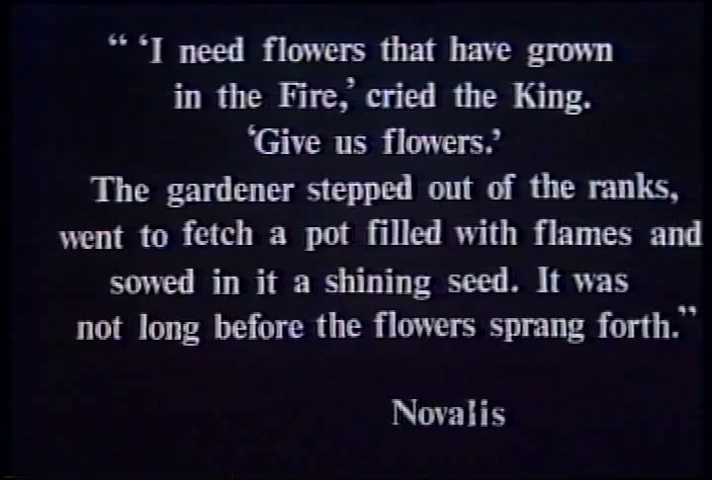 “ ‘I need flowers that have grown
in the Fire,’ cried the King.
‘Give us flowers.’
The gardener stepped out of the ranks,
went to fetch a pot filled with flames and
sowed in it a shining seed. It was
not long before the flowers sprang forth.”
Novalis